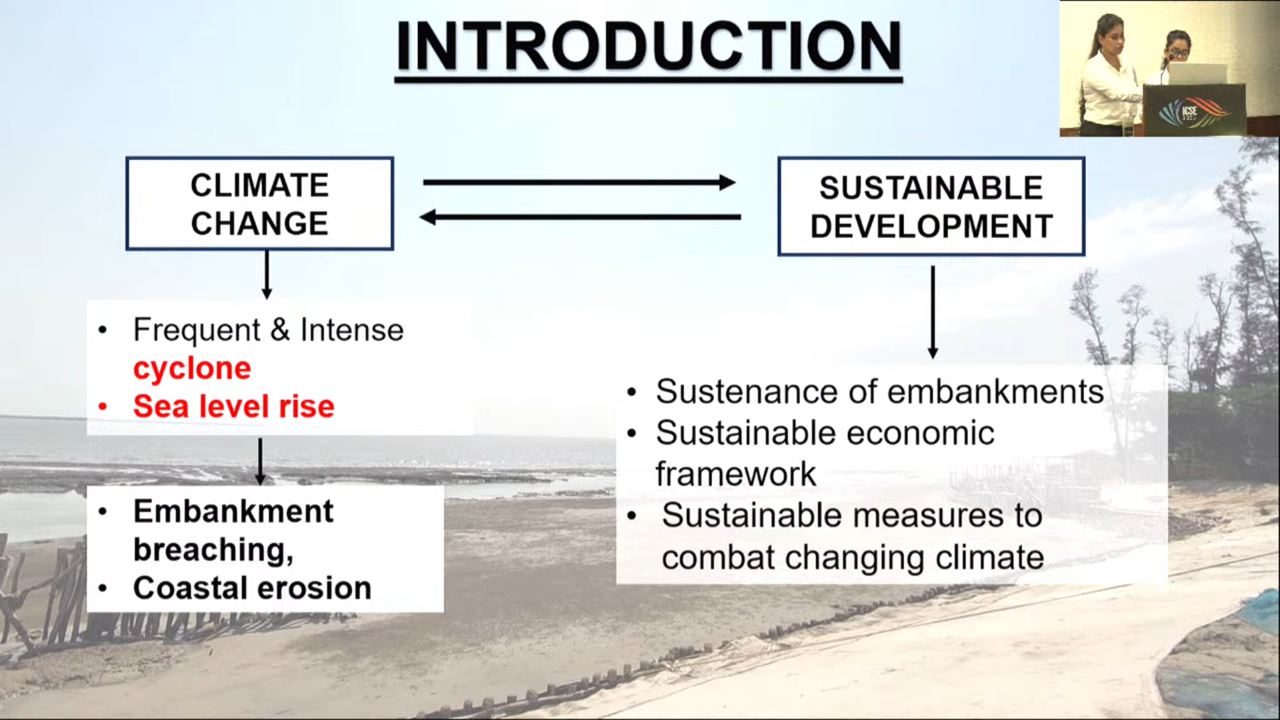 INTRODUCTION
CLIMATE
CHANGE
SUSTAINABLE
DEVELOPMENT
• Frequent & Intense
cyclone
• Sea level rise
• Embankment
breaching,
• Coastal erosion
• Sustenance of embankments
• Sustainable economic
framework
• Sustainable measures to
combat changing climate
ICSE